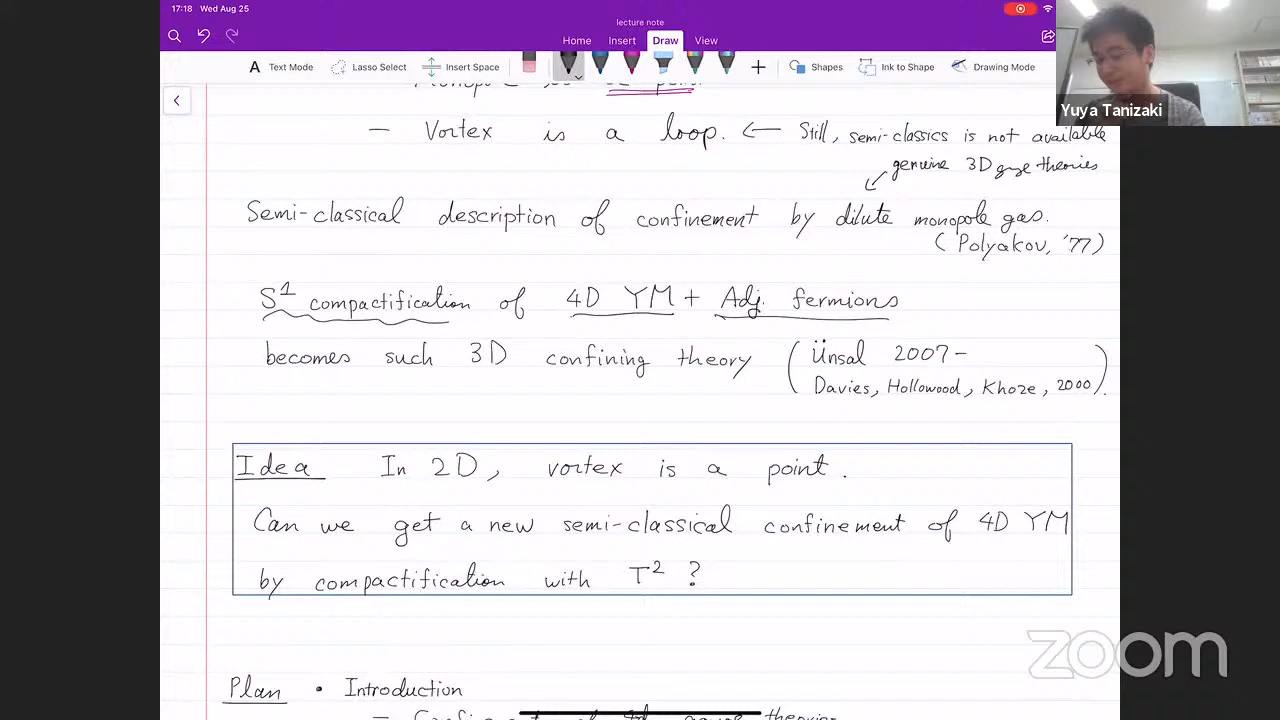 17:18 Wed Aug 25
lecture note
Home Insert Draw View
Text Mode Lasso Select Insert Space Shapes Ink to Shape Drawing Mode
Yuya Tanizaki
– Vortex is a loop. ← Still, semi-classics is not available
genuine 3D gauge theories
Semi-classical description of confinement by dilute monopole gas.
(Polyakov, '77)
S¹ compactification of 4D YM + Adj. fermions
becomes such 3D confining theory (Ünsal 2007–
Davies, Hollowood, Khoze, 2000).
Idea In 2D, vortex is a point.
Can we get a new semi-classical confinement of 4D YM
by compactification with T² ?
zoom
Plan • Introduction